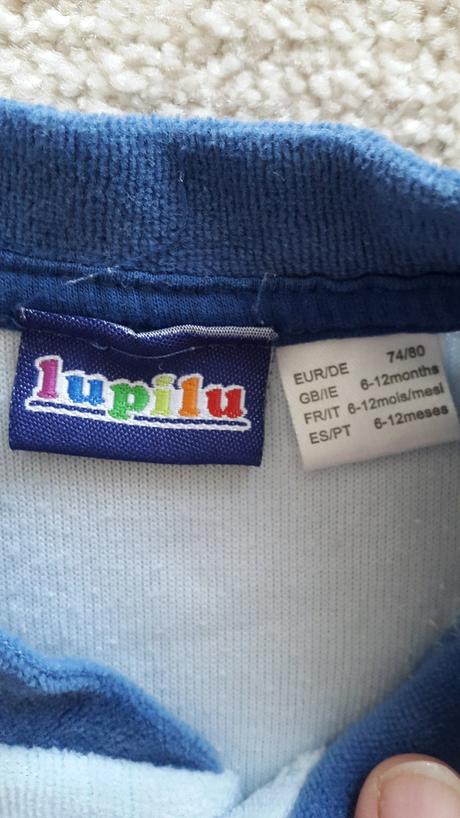 lupilu
EUR/DE 74/80
GB/IE 6-12months
FR/IT 6-12mois/mesi
ES/PT 6-12meses